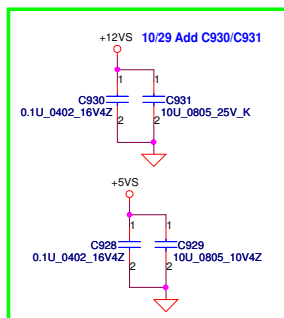 +12VS 10/29 Add C930/C931
1 1
C930 C931
0.1U_0402_16V4Z 10U_0805_25V_K
2 2
+5VS
1 1
C928 C929
0.1U_0402_16V4Z 10U_0805_10V4Z
2 2